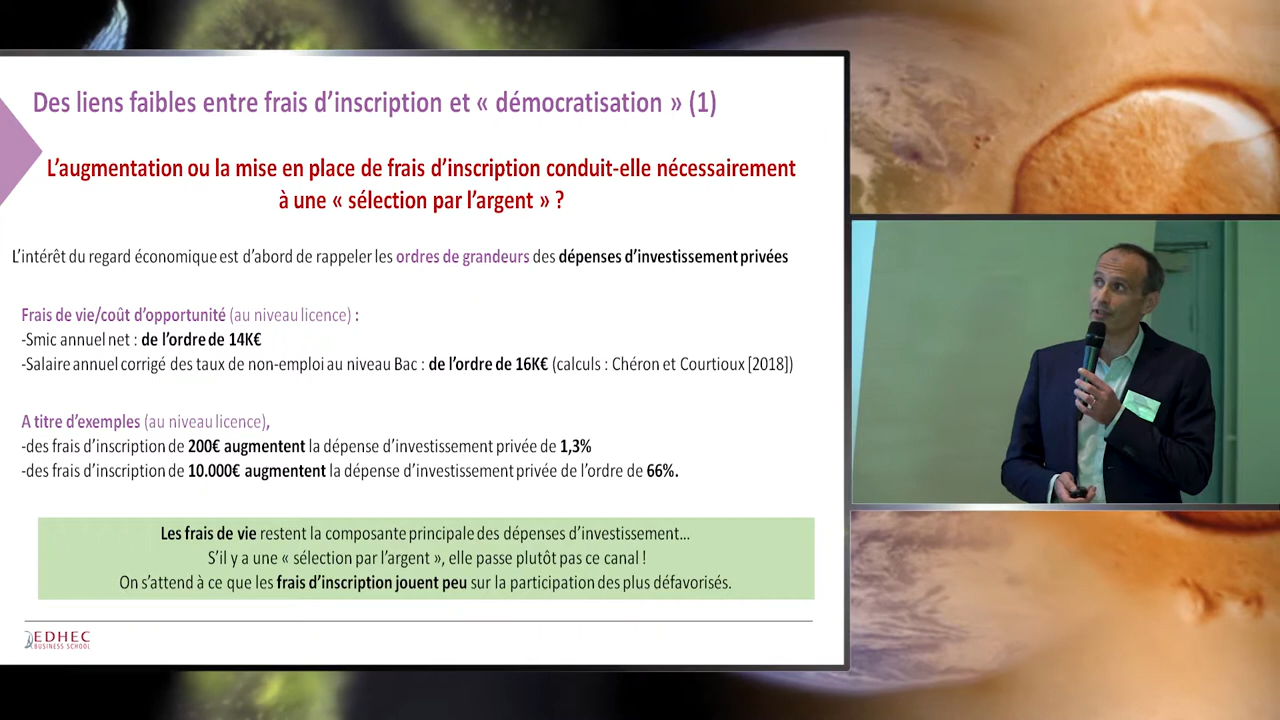 Des liens faibles entre frais d'inscription et « démocratisation » (1)
L'augmentation ou la mise en place de frais d'inscription conduit-elle nécessairement
à une « sélection par l'argent » ?
L'intérêt du regard économique est d'abord de rappeler les ordres de grandeurs des dépenses d'investissement privées
Frais de vie/coût d'opportunité (au niveau licence) :
-Smic annuel net : de l'ordre de 14K€
-Salaire annuel corrigé des taux de non-emploi au niveau Bac : de l'ordre de 16K€ (calculs : Chéron et Courtioux [2018])
A titre d'exemples (au niveau licence),
-des frais d'inscription de 200€ augmentent la dépense d'investissement privée de 1,3%
-des frais d'inscription de 10.000€ augmentent la dépense d'investissement privée de l'ordre de 66%.
Les frais de vie restent la composante principale des dépenses d'investissement...
S'il y a une « sélection par l'argent », elle passe plutôt pas ce canal !
On s'attend à ce que les frais d'inscription jouent peu sur la participation des plus défavorisés.
EDHEC
BUSINESS SCHOOL